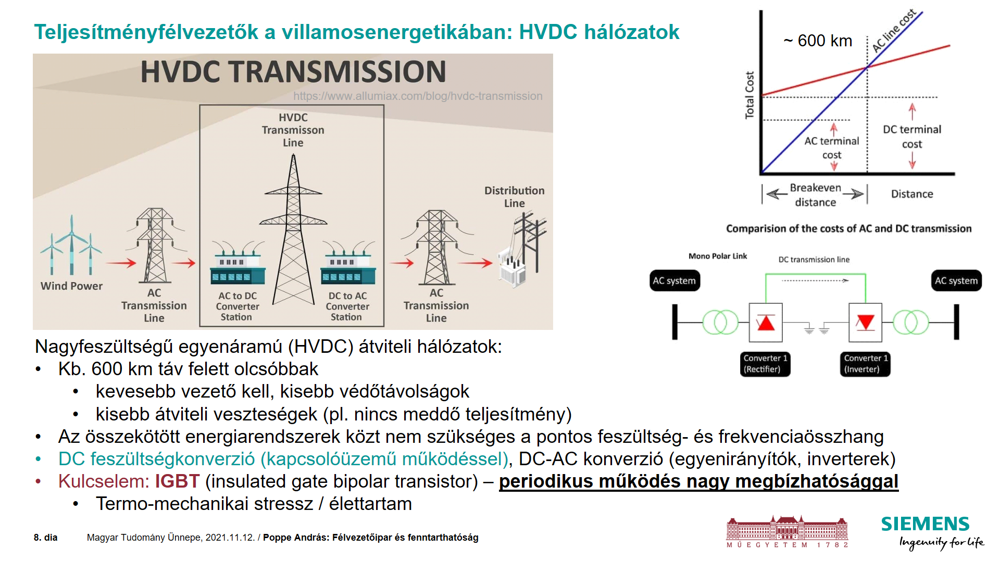 Teljesítményfélvezetők a villamosenergetikában: HVDC hálózatok
HVDC TRANSMISSION
https://www.allumiax.com/blog/hvdc-transmission
HVDC
Transmisson
Line
Wind Power
AC
Transmission
Line
AC to DC
Converter
Station
DC to AC
Converter
Station
AC
Transmission
Line
Distribution
Line
~ 600 km
AC line cost
Total Cost
AC terminal
cost
DC terminal
cost
Breakeven
distance
Distance
Comparision of the costs of AC and DC transmission
Mono Polar Link
DC transmission line
AC system
AC system
Converter 1
(Rectifier)
Converter 1
(Inverter)
Nagyfeszültségű egyenáramú (HVDC) átviteli hálózatok:
• Kb. 600 km táv felett olcsóbbak
• kevesebb vezető kell, kisebb védőtávolságok
• kisebb átviteli veszteségek (pl. nincs meddő teljesítmény)
• Az összekötött energiarendszerek közt nem szükséges a pontos feszültség- és frekvenciaösszhang
• DC feszültségkonverzió (kapcsolóüzemű működéssel), DC-AC konverzió (egyenirányítók, inverterek)
• Kulcselem: IGBT (insulated gate bipolar transistor) – periodikus működés nagy megbízhatósággal
• Termo-mechanikai stressz / élettartam
8. dia
Magyar Tudomány Ünnepe, 2021.11.12. / Poppe András: Félvezetőipar és fenntarthatóság
MŰEGYETEM 1782
SIEMENS
Ingenuity for life